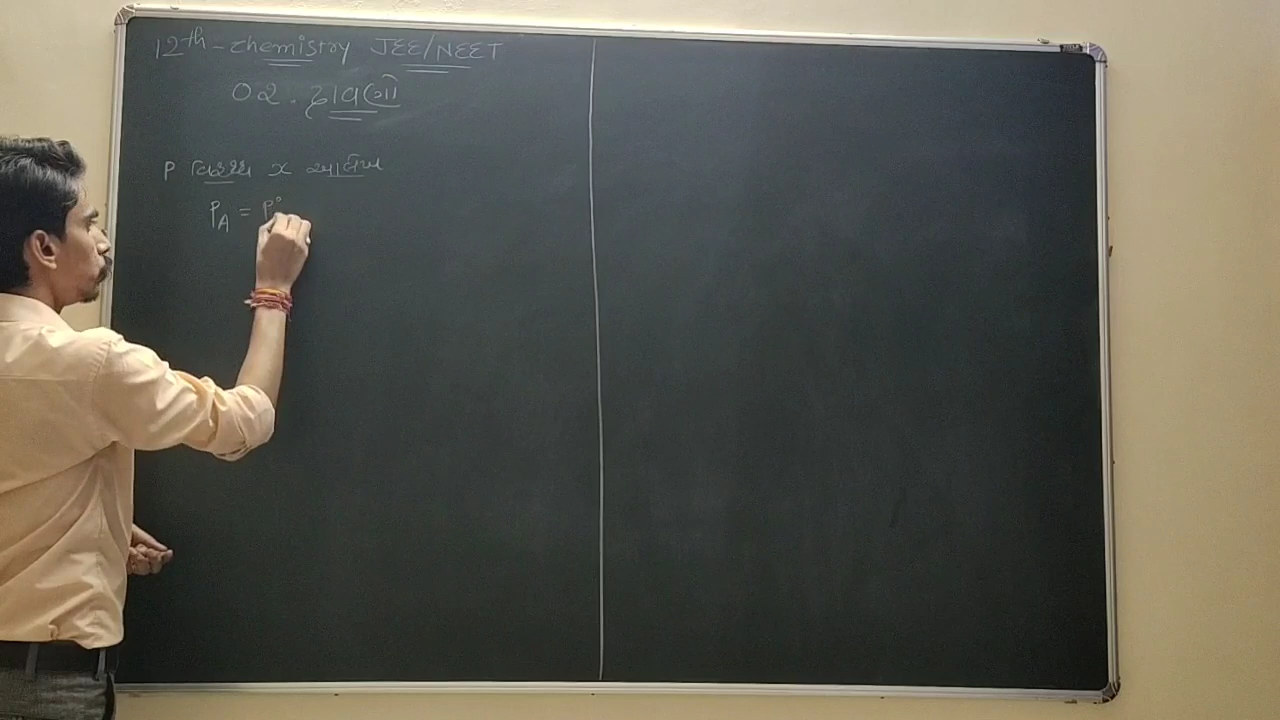 12th - Chemistry JEE/NEET
02. દ્રાવણો
P વિરુદ્ધ x આલેખ
P_A = P°